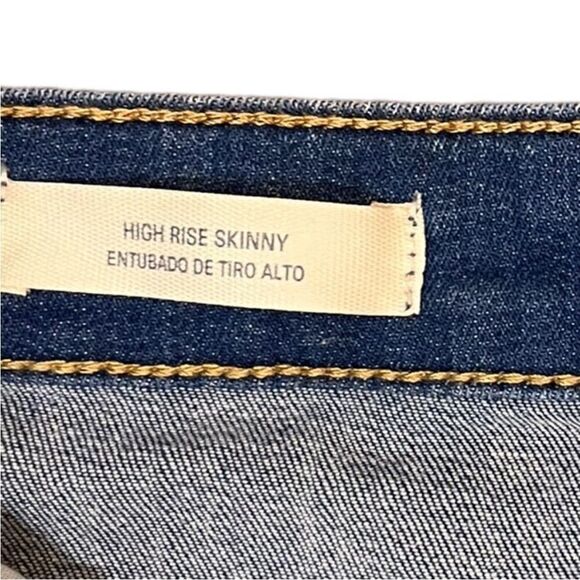 HIGH RISE SKINNY
ENTUBADO DE TIRO ALTO